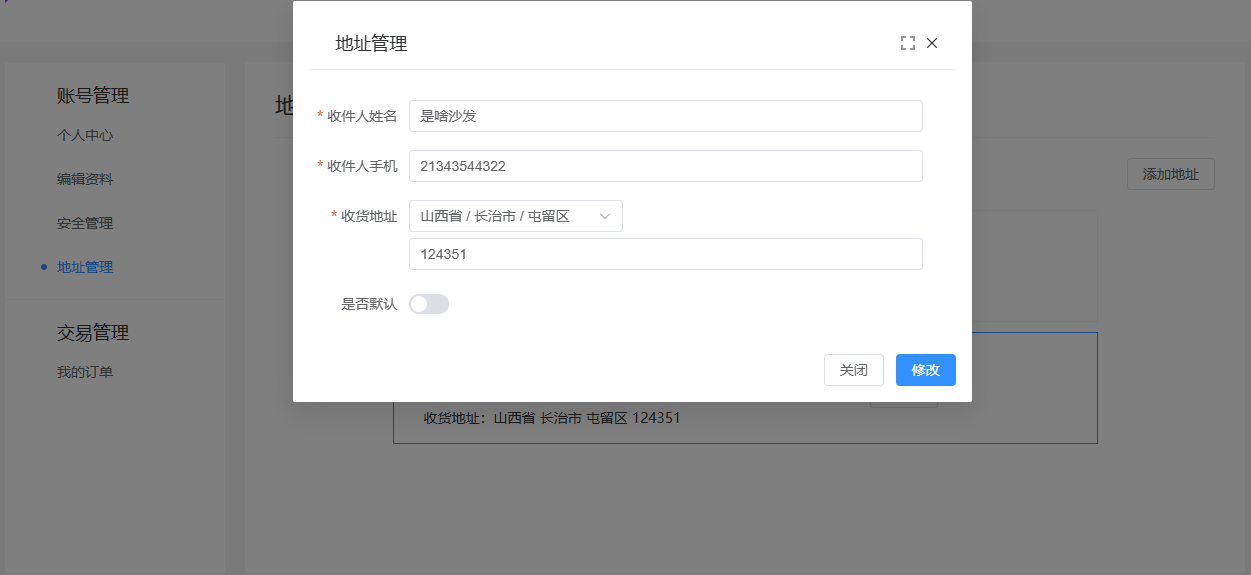 地址管理
* 收件人姓名 是啥沙发
* 收件人手机 21343544322
* 收货地址 山西省 / 长治市 / 屯留区
124351
是否默认
关闭 修改
账号管理
个人中心
编辑资料
安全管理
地址管理
交易管理
我的订单
地
添加地址
收货地址：山西省 长治市 屯留区 124351